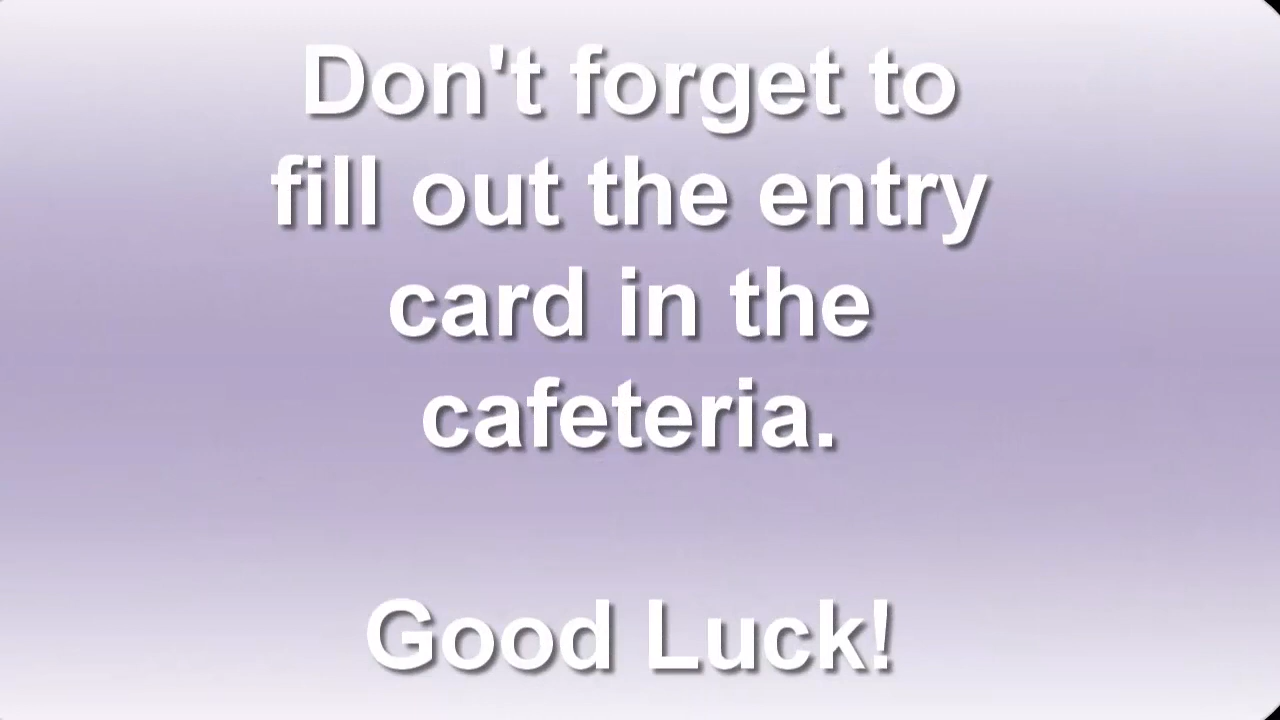 Don't forget to
fill out the entry
card in the
cafeteria.
Good Luck!